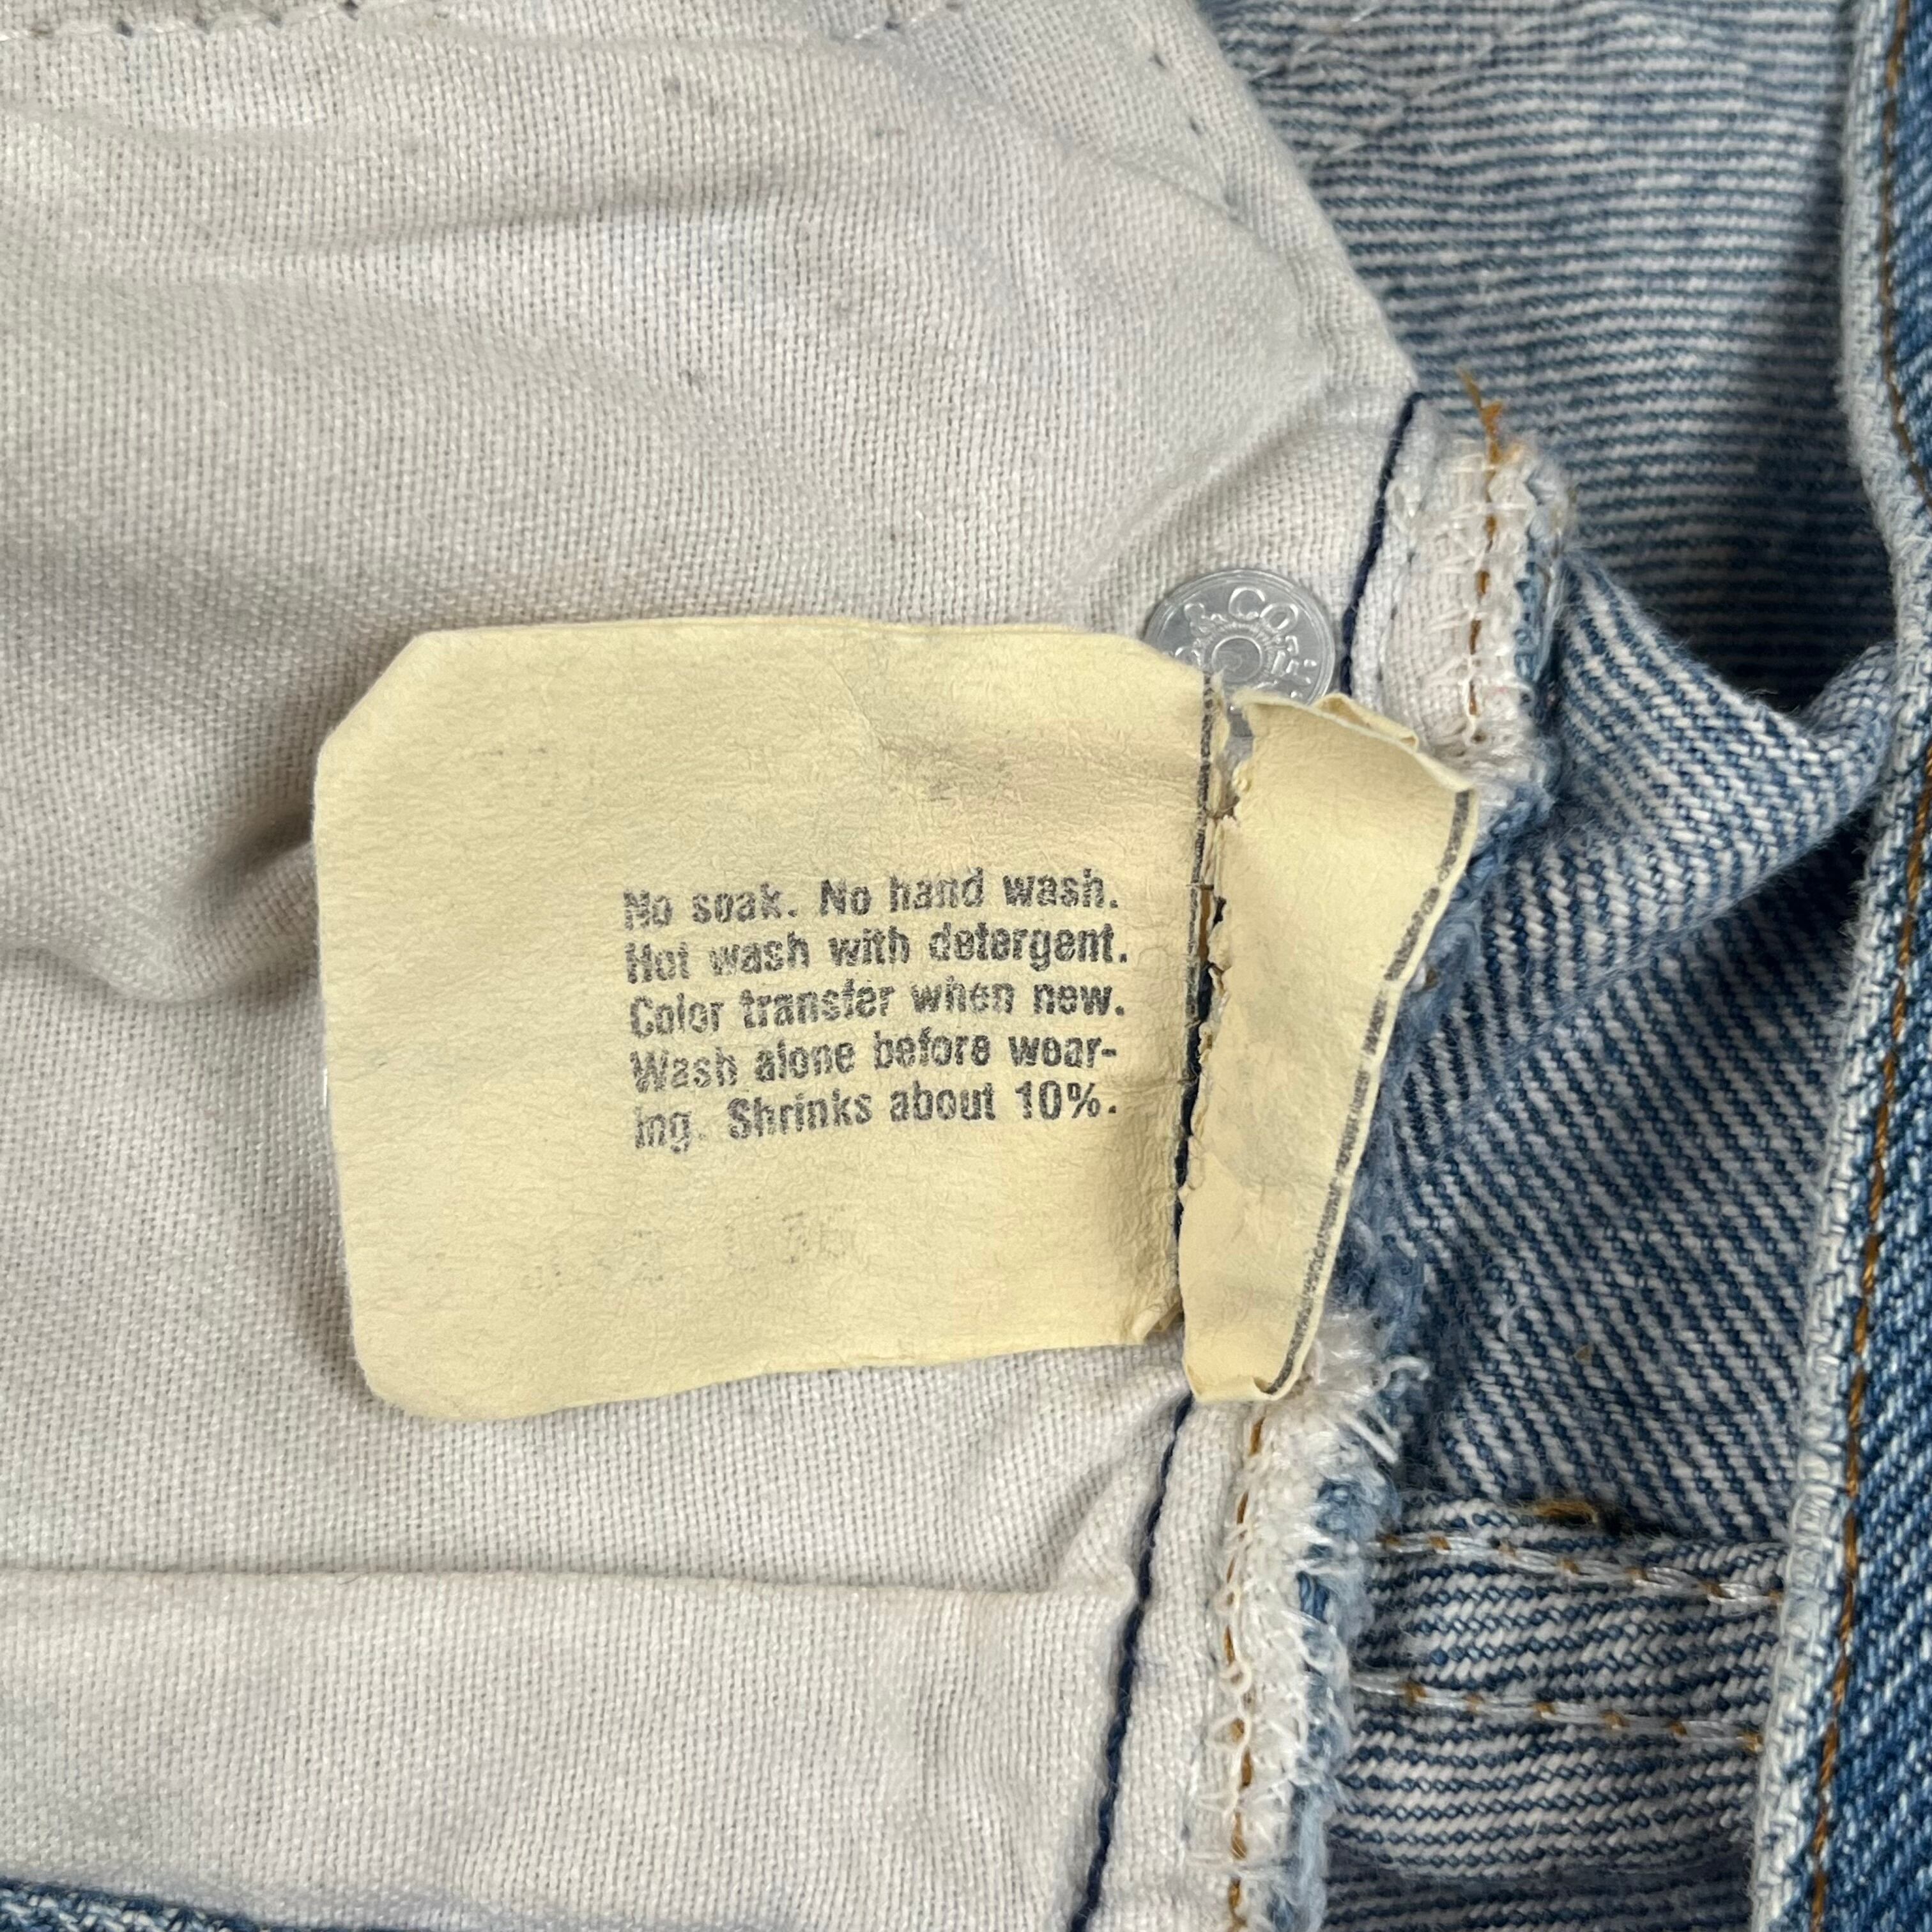 CO
No soak. No hand wash.
Hot wash with detergent.
Color transfer when new.
Wash alone before wear-
ing. Shrinks about 10%.